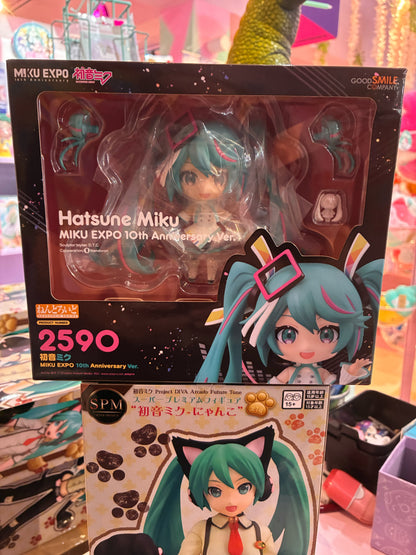 MIKU EXPO
10th Anniversary
初音ミク
GOOD SMILE
COMPANY
Hatsune Miku
MIKU EXPO 10th Anniversary Ver.
ねんどろいど
PRODUCT NUMBER
2590
初音ミク
MIKU EXPO 10th Anniversary Ver.
初音ミク Project DIVA Arcade Future Tone
SPM
スーパープレミアムフィギュア
“初音ミク-にゃんこ”
15+